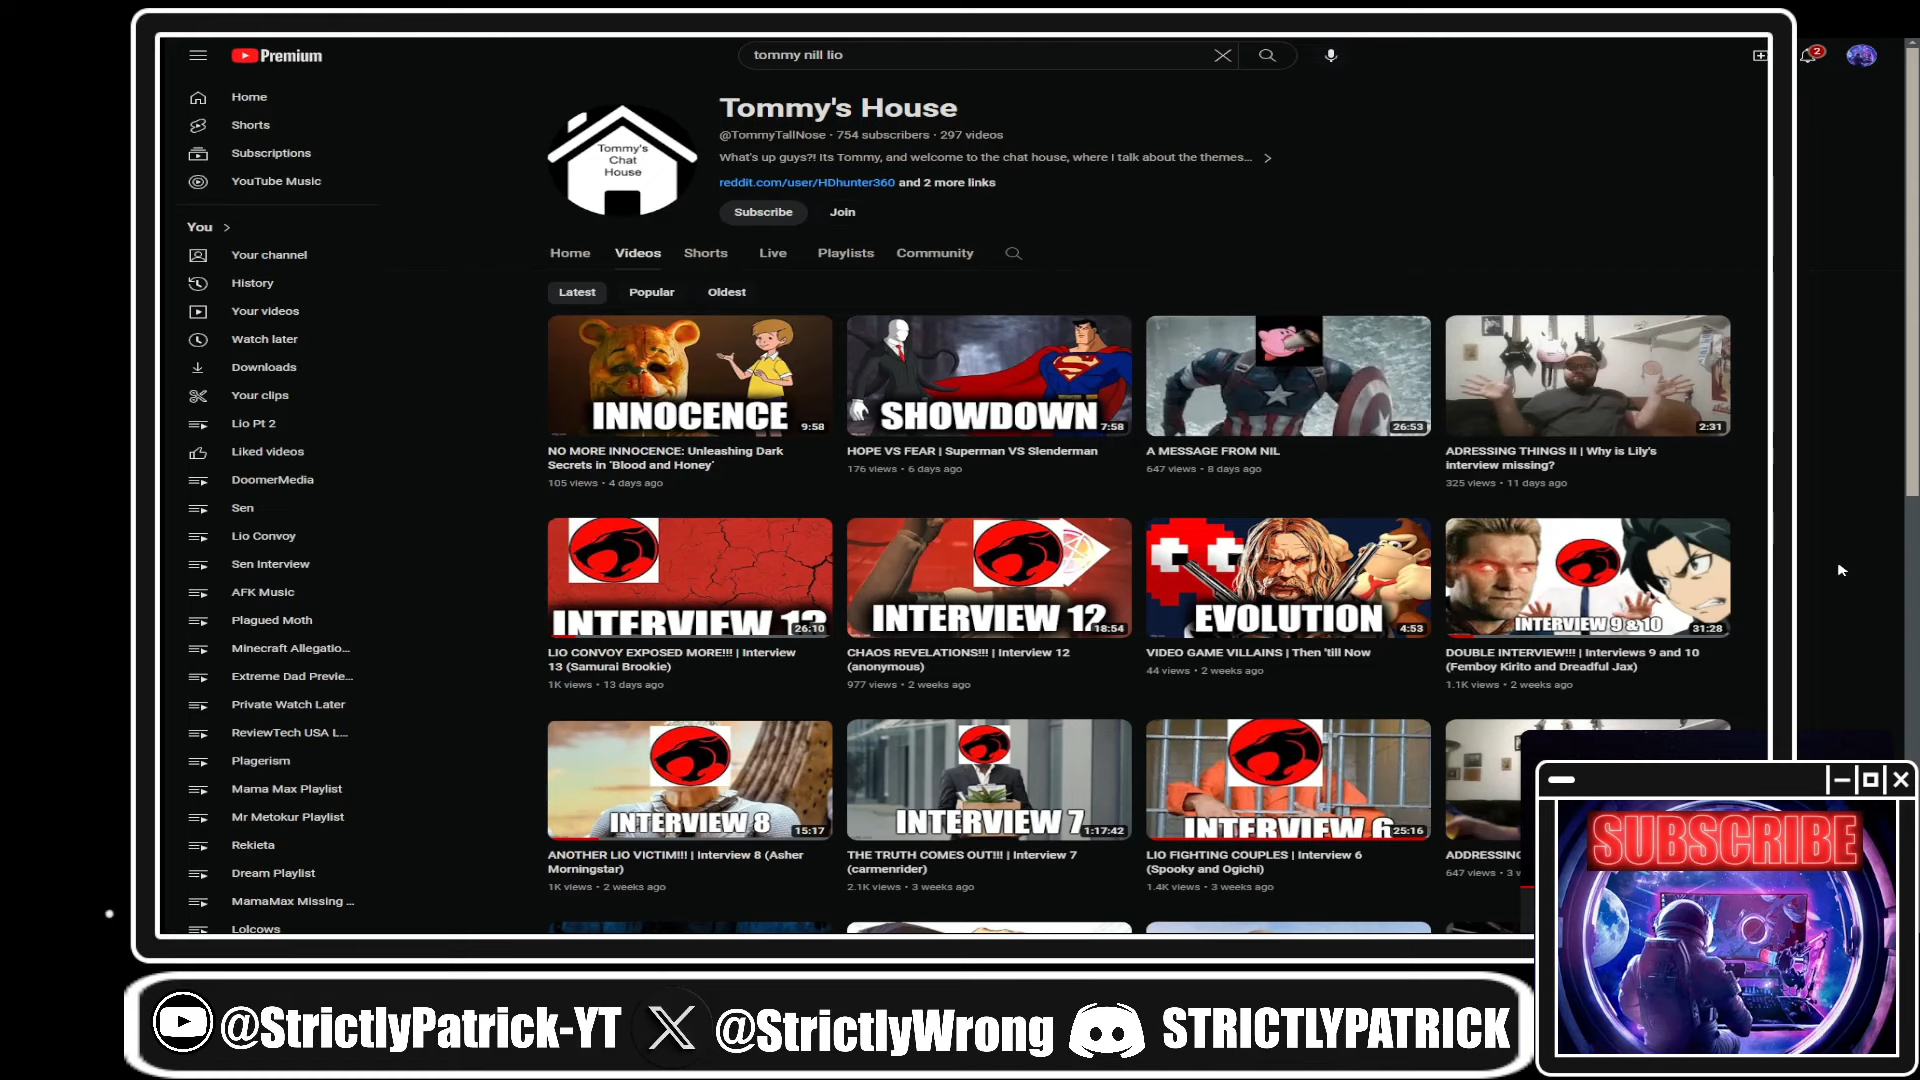 Premium
tommy nill lio
2
Home
Shorts
Subscriptions
YouTube Music
You
Your channel
History
Your videos
Watch later
Downloads
Your clips
Lio Pt 2
Liked videos
DoomerMedia
Sen
Lio Convoy
Sen Interview
AFK Music
Plagued Moth
Minecraft Allegatio...
Extreme Dad Previe...
Private Watch Later
ReviewTech USA L...
Plagerism
Mama Max Playlist
Mr Metokur Playlist
Rekieta
Dream Playlist
MamaMax Missing ...
Lolcows
Tommy's
Chat
House
Tommy's House
@TommyTallNose · 754 subscribers · 297 videos
What's up guys?! Its Tommy, and welcome to the chat house, where I talk about the themes...
reddit.com/user/HDhunter360 and 2 more links
Subscribe Join
Home Videos Shorts Live Playlists Community
Latest Popular Oldest
INNOCENCE
9:58
NO MORE INNOCENCE: Unleashing Dark
Secrets in 'Blood and Honey'
105 views · 4 days ago
SHOWDOWN
7:58
HOPE VS FEAR | Superman VS Slenderman
176 views · 6 days ago
26:53
A MESSAGE FROM NIL
647 views · 8 days ago
2:31
ADRESSING THINGS II | Why is Lily's
interview missing?
325 views · 11 days ago
INTERVIEW 13
26:10
LIO CONVOY EXPOSED MORE!!! | Interview
13 (Samurai Brookie)
1K views · 13 days ago
INTERVIEW 12
18:54
CHAOS REVELATIONS!!! | Interview 12
(anonymous)
977 views · 2 weeks ago
EVOLUTION
4:53
VIDEO GAME VILLAINS | Then 'till Now
44 views · 2 weeks ago
INTERVIEW 9 & 10
31:28
DOUBLE INTERVIEW!!! | Interviews 9 and 10
(Femboy Kirito and Dreadful Jax)
1.1K views · 2 weeks ago
INTERVIEW 8
15:17
ANOTHER LIO VICTIM!!! | Interview 8 (Asher
Morningstar)
1K views · 2 weeks ago
INTERVIEW 7
1:17:42
THE TRUTH COMES OUT!!! | Interview 7
(carmenrider)
2.1K views · 3 weeks ago
INTERVIEW 6
25:16
LIO FIGHTING COUPLES | Interview 6
(Spooky and Ogichi)
1.4K views · 3 weeks ago
ADDRESSING
647 views · 3 w
SUBSCRIBE
@StrictlyPatrick-YT @StrictlyWrong STRICTLYPATRICK